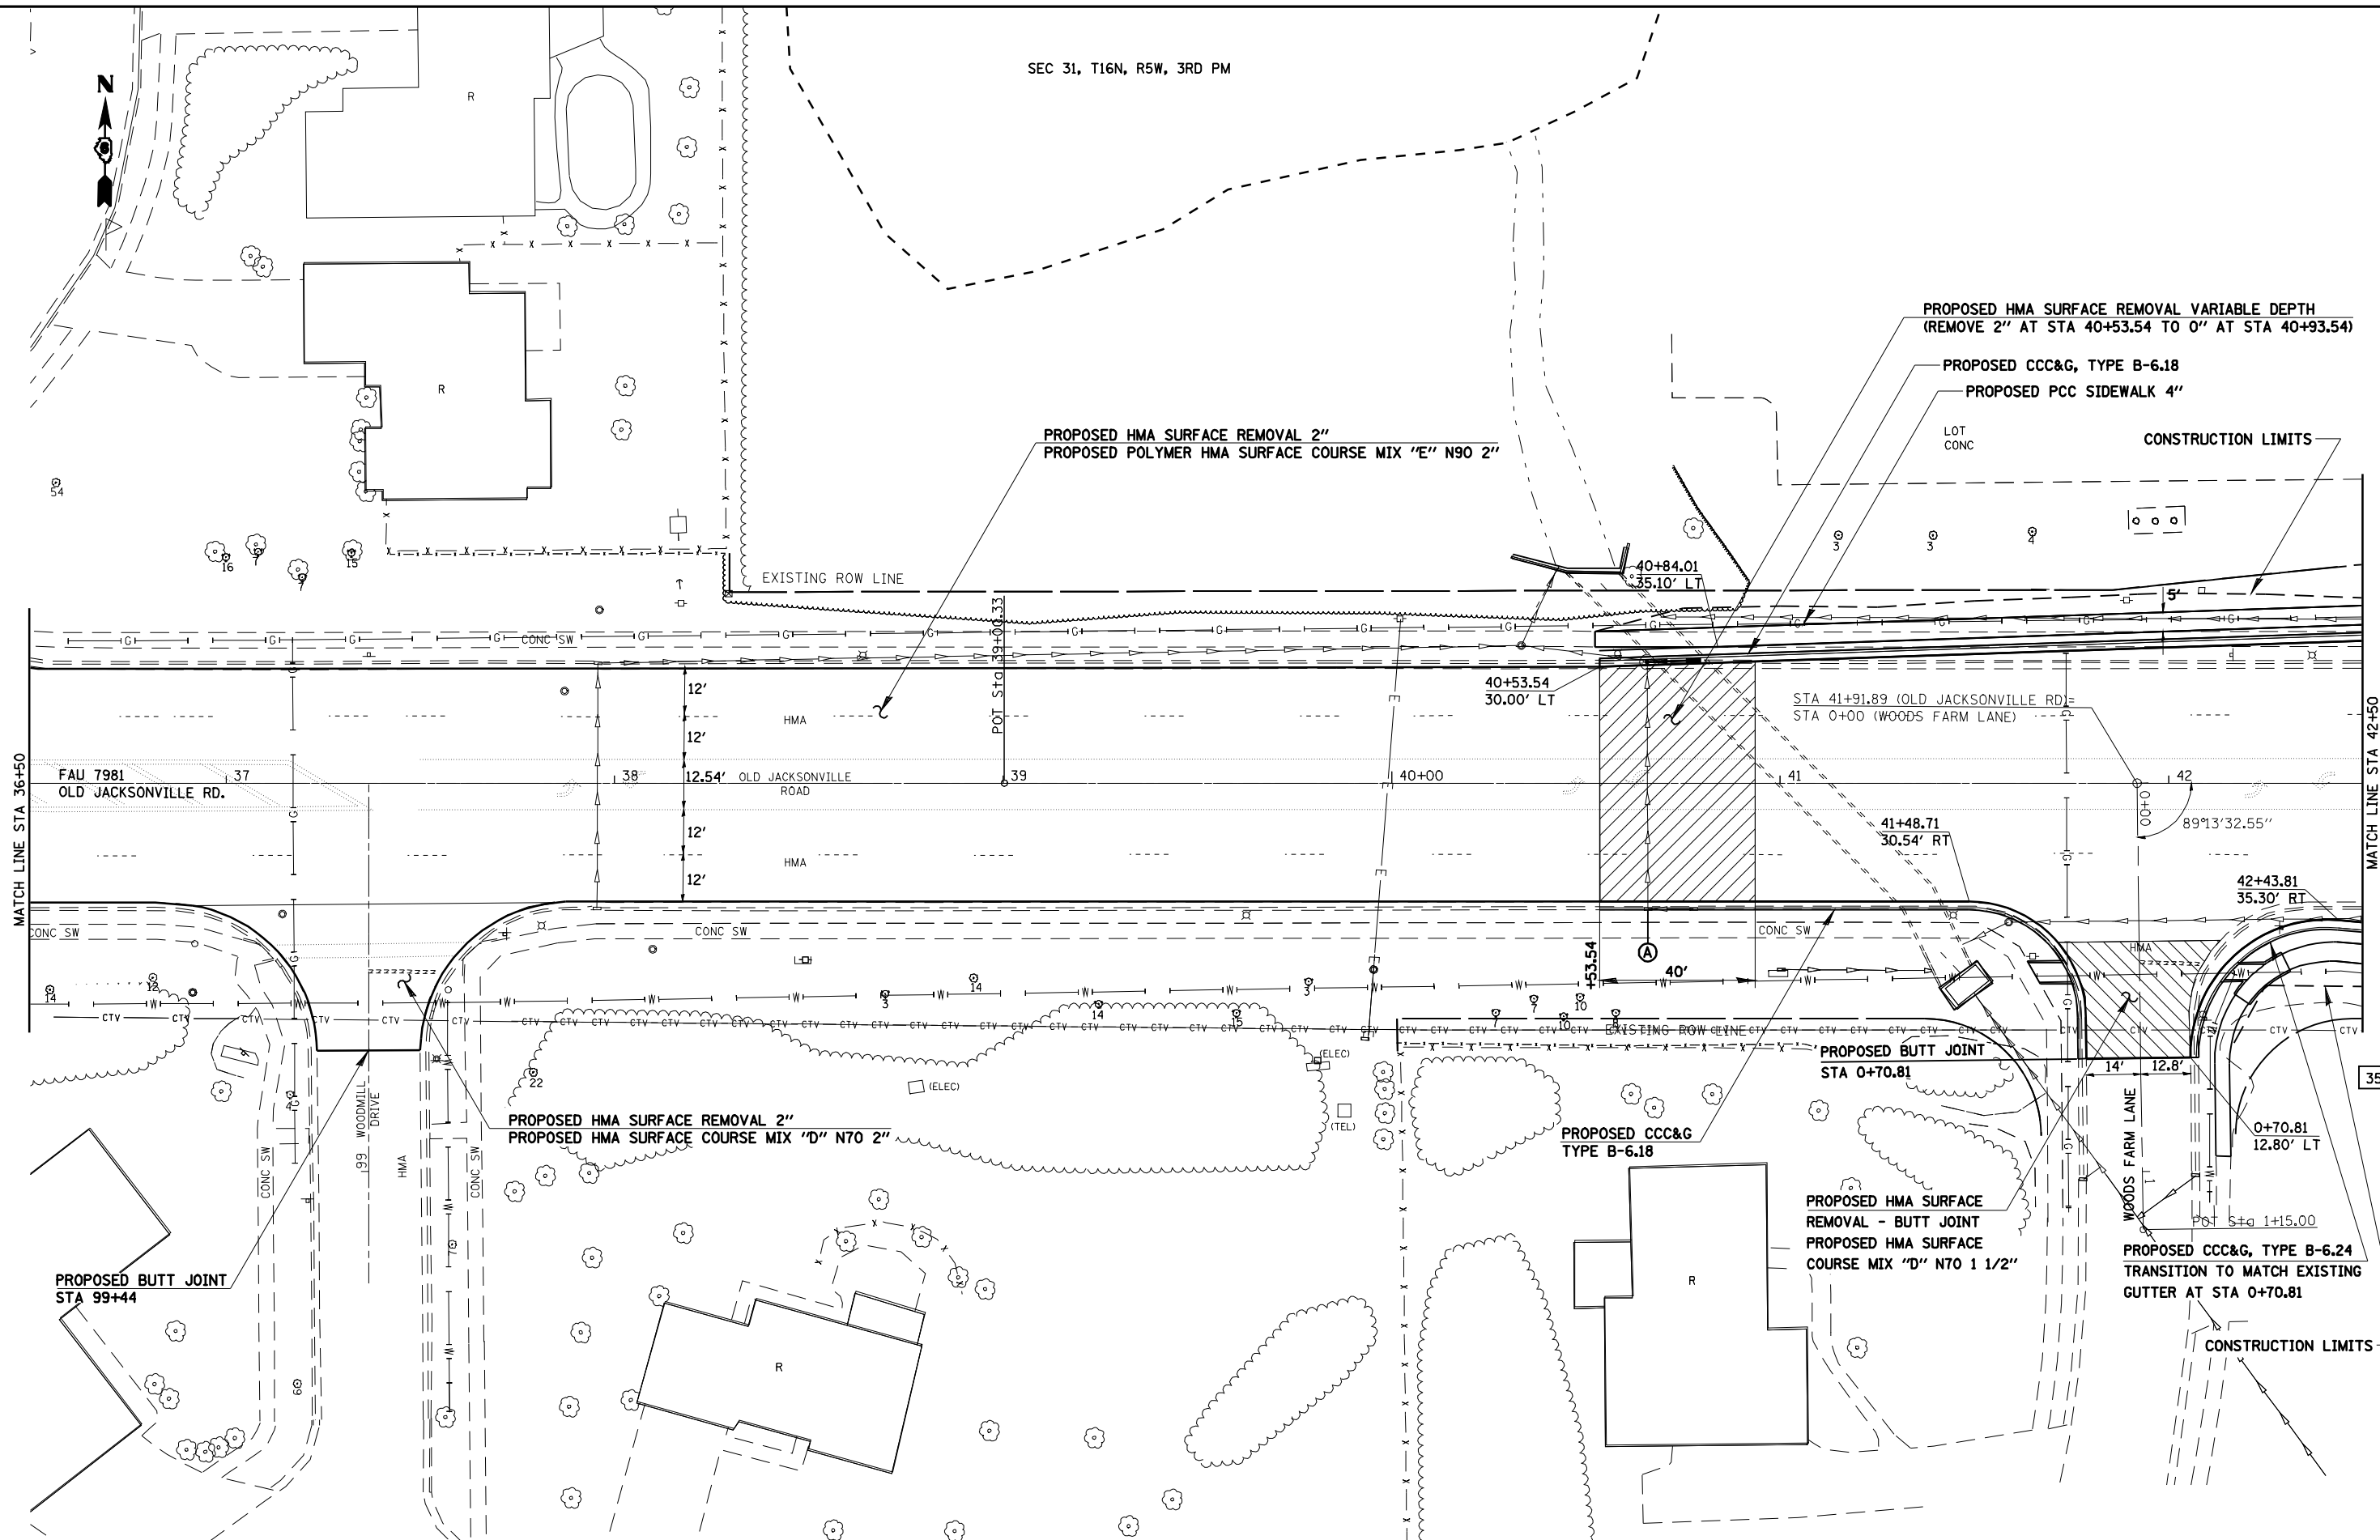 SEC 31, T16N, R5W, 3RD PM
N
R
PROPOSED HMA SURFACE REMOVAL VARIABLE DEPTH
(REMOVE 2" AT STA 40+53.54 TO 0" AT STA 40+93.54)
PROPOSED CCC&G, TYPE B-6.18
PROPOSED PCC SIDEWALK 4"
LOT
CONC
CONSTRUCTION LIMITS
R
PROPOSED HMA SURFACE REMOVAL 2"
PROPOSED POLYMER HMA SURFACE COURSE MIX "E" N90 2"
54
16
7
7
15
3
3
4
EXISTING ROW LINE
40+84.01
35.10' LT
5'
CONC SW
POT Sta 39+00.33
40+53.54
30.00' LT
STA 41+91.89 (OLD JACKSONVILLE RD)=
STA 0+00 (WOODS FARM LANE)
12'
HMA
12'
MATCH LINE STA 36+50
MATCH LINE STA 42+50
FAU 7981
OLD JACKSONVILLE RD.
37
38
12.54'
OLD JACKSONVILLE
ROAD
39
40+00
41
42
0+00
89°13'32.55"
12'
HMA
12'
41+48.71
30.54' RT
42+43.81
35.30' RT
CONC SW
CONC SW
CONC SW
HMA
A
+53.54
40'
14
12
3
14
14
15
3
7
10
10
8
G
W
E
CTV
EXISTING ROW LINE
PROPOSED BUTT JOINT
STA 0+70.81
14'
12.8'
35
22
(ELEC)
(ELEC)
(TEL)
4
PROPOSED HMA SURFACE REMOVAL 2"
PROPOSED HMA SURFACE COURSE MIX "D" N70 2"
PROPOSED CCC&G
TYPE B-6.18
0+70.81
12.80' LT
CONC SW
99
WOODMILL
DRIVE
HMA
CONC SW
WOODS FARM LANE
1
POT Sta 1+15.00
PROPOSED HMA SURFACE
REMOVAL - BUTT JOINT
PROPOSED HMA SURFACE
COURSE MIX "D" N70 1 1/2"
PROPOSED CCC&G, TYPE B-6.24
TRANSITION TO MATCH EXISTING
GUTTER AT STA 0+70.81
PROPOSED BUTT JOINT
STA 99+44
7
6
R
R
CONSTRUCTION LIMITS